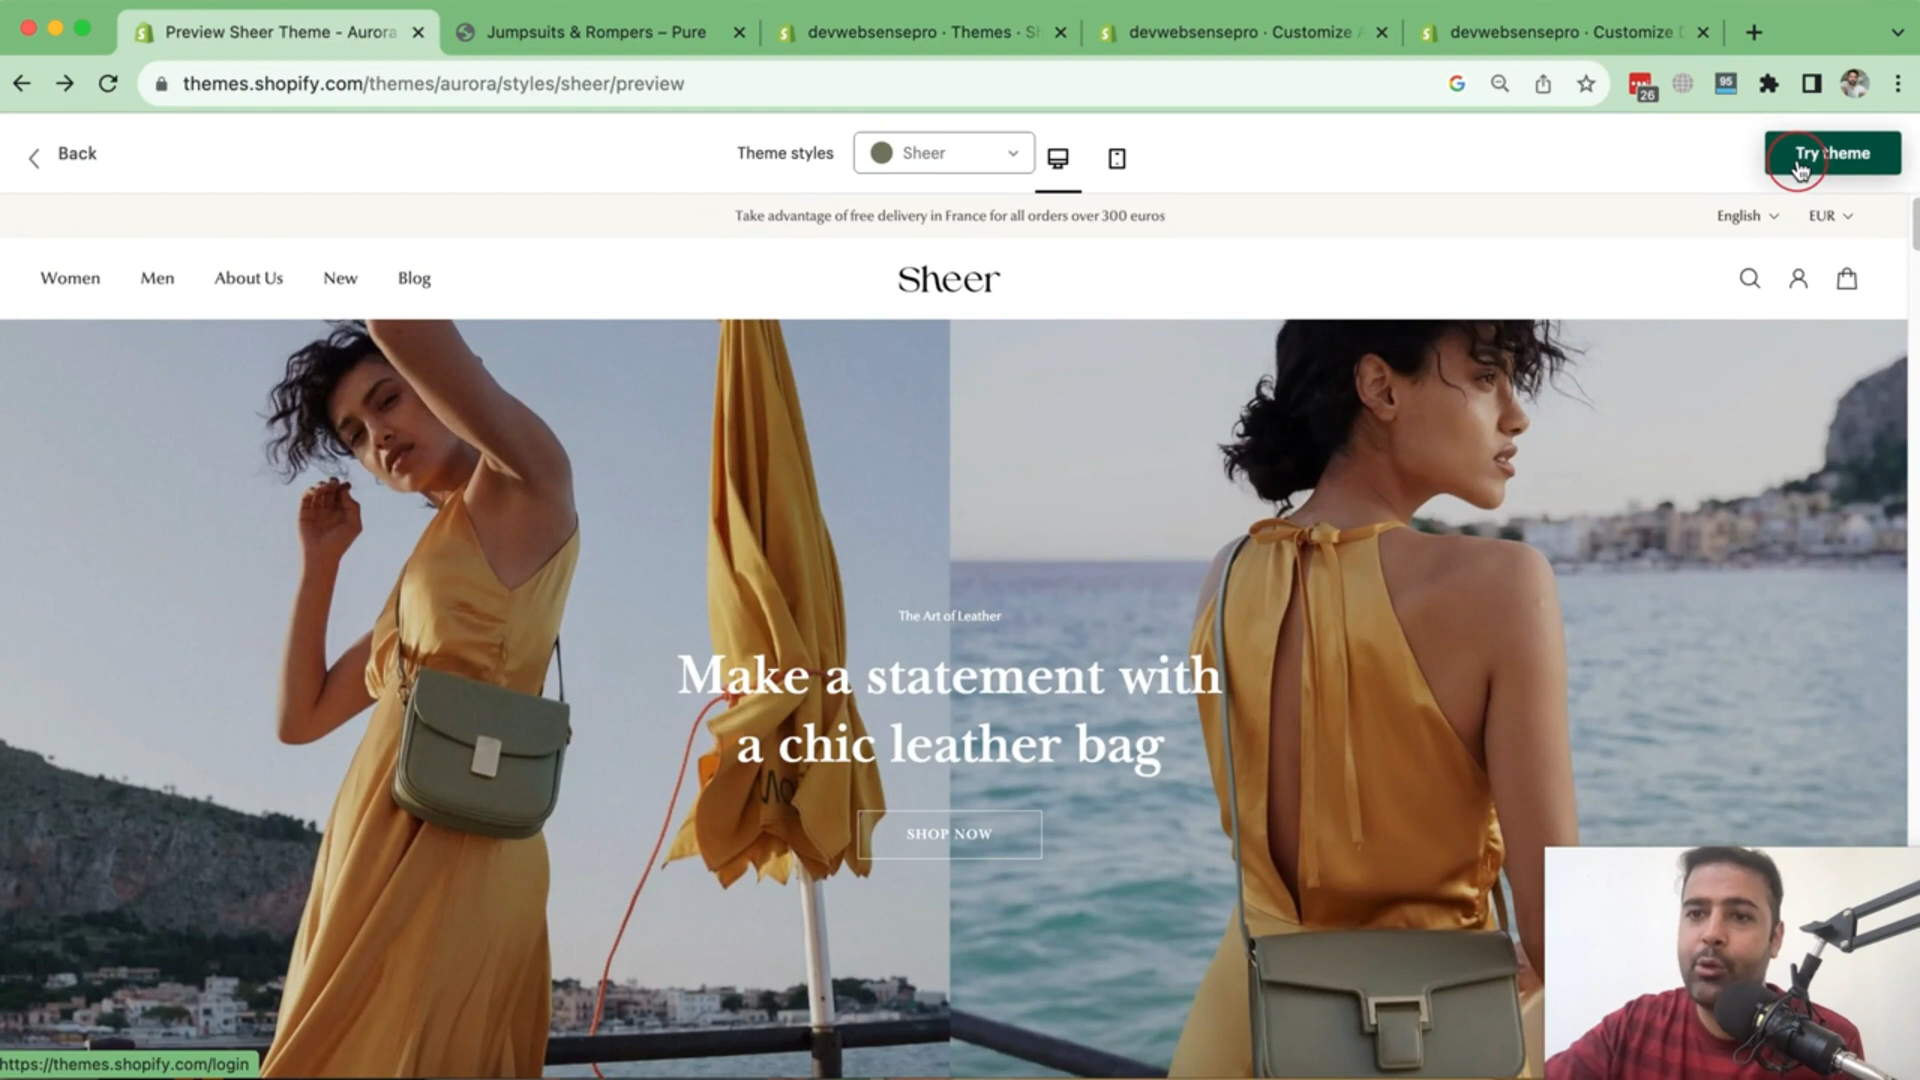 Preview Sheer Theme - Aurora
Jumpsuits & Rompers – Pure
devwebsensepro · Themes · Sh
devwebsensepro · Customize A
devwebsensepro · Customize D
themes.shopify.com/themes/aurora/styles/sheer/preview
26
95
Back
Theme styles
Sheer
Try theme
Take advantage of free delivery in France for all orders over 300 euros
English
EUR
Women
Men
About Us
New
Blog
Sheer
The Art of Leather
Make a statement with
a chic leather bag
SHOP NOW
https://themes.shopify.com/login